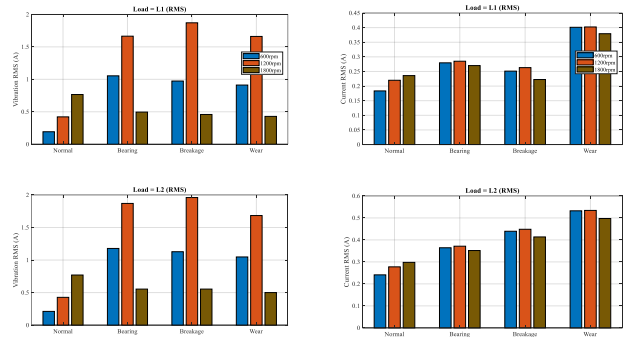 Load = L1 (RMS)
Vibration RMS (A)
2
1.5
1
0.5
0
600rpm
1200rpm
1800rpm
Normal Bearing Breakage Wear
Load = L1 (RMS)
Current RMS (A)
0.45
0.4
0.35
0.3
0.25
0.2
0.15
0.1
0.05
0
600rpm
1200rpm
1800rpm
Normal Bearing Breakage Wear
Load = L2 (RMS)
Vibration RMS (A)
2
1.5
1
0.5
0
Normal Bearing Breakage Wear
Load = L2 (RMS)
Current RMS (A)
0.6
0.5
0.4
0.3
0.2
0.1
0
Normal Bearing Breakage Wear